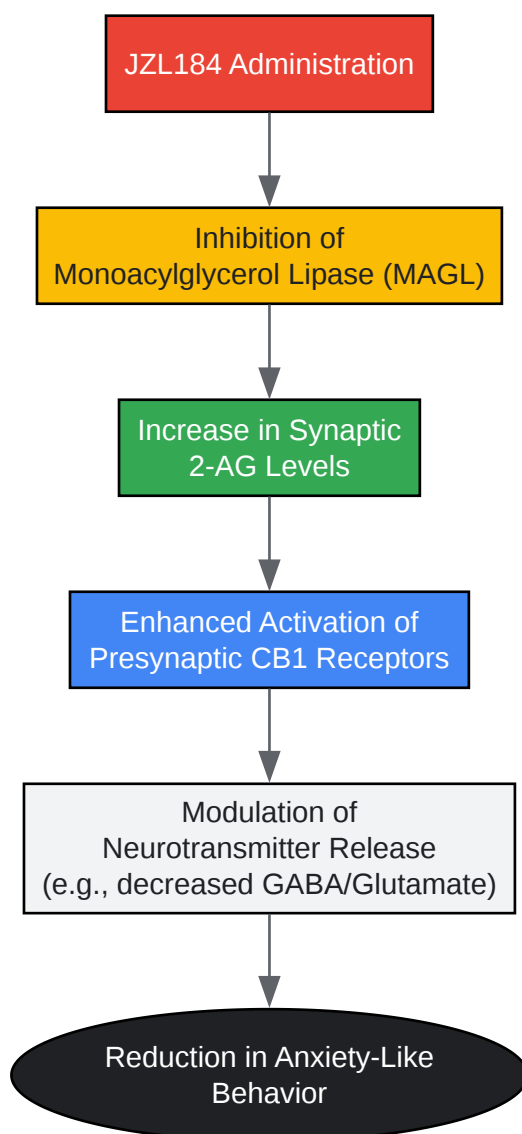 JZL184 Administration
Inhibition of
Monoacylglycerol Lipase (MAGL)
Increase in Synaptic
2-AG Levels
Enhanced Activation of
Presynaptic CB1 Receptors
Modulation of
Neurotransmitter Release
(e.g., decreased GABA/Glutamate)
Reduction in Anxiety-Like
Behavior